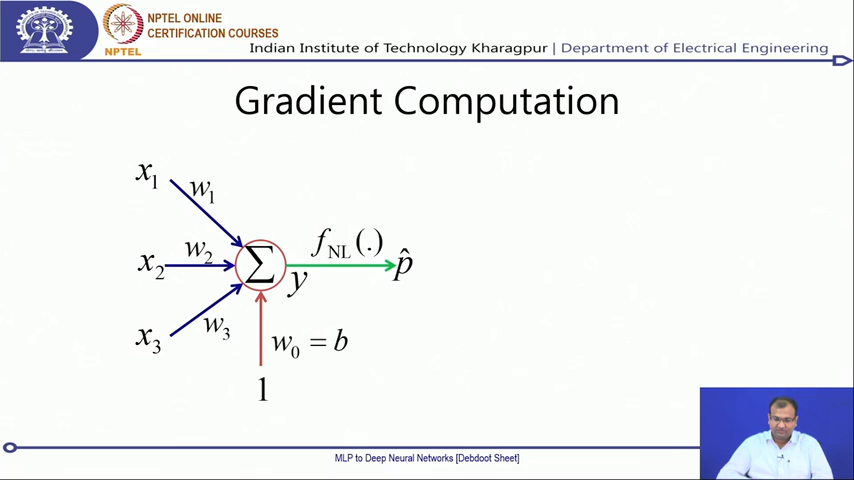 NPTEL ONLINE
CERTIFICATION COURSES
NPTEL
Indian Institute of Technology Kharagpur | Department of Electrical Engineering
Gradient Computation
x₁
w₁
x₂
w₂
x₃
w₃
∑
y
f_NL(.)
p̂
w₀ = b
1
MLP to Deep Neural Networks [Debdoot Sheet]